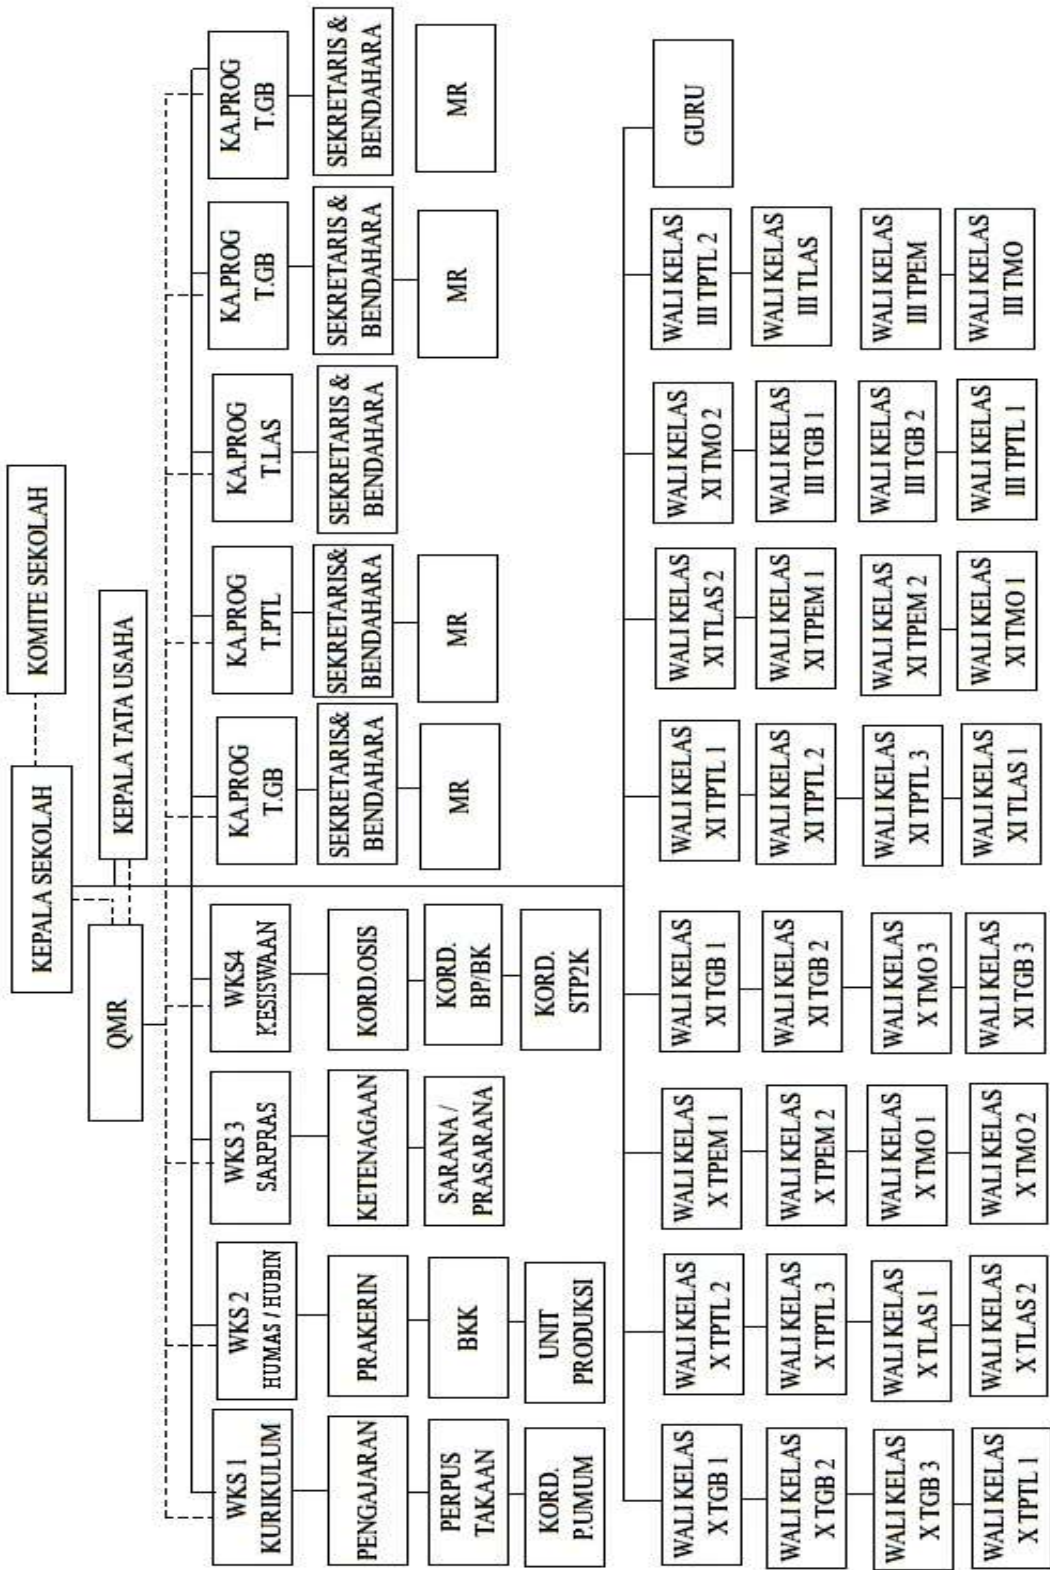 KEPALA SEKOLAH
KOMITE SEKOLAH
KEPALA TATA USAHA
QMR
WKS 1
KURIKULUM
WKS 2
HUMAS / HUBIN
WKS 3
SARPRAS
WKS4
KESISWAAN
KA.PROG
T.GB
KA.PROG
T.PTL
KA.PROG
T.LAS
KA.PROG
T.GB
KA.PROG
T.GB
PENGAJARAN
PRAKERIN
KETENAGAAN
KORD.OSIS
SEKRETARIS&
BENDAHARA
SEKRETARIS&
BENDAHARA
SEKRETARIS &
BENDAHARA
SEKRETARIS &
BENDAHARA
SEKRETARIS &
BENDAHARA
PERPUS
TAKAAN
BKK
SARANA /
PRASARANA
KORD.
BP/BK
MR
MR
MR
MR
KORD.
P.UMUM
UNIT
PRODUKSI
KORD.
STP2K
WALI KELAS
X TGB 1
WALI KELAS
X TPTL 2
WALI KELAS
X TPEM 1
WALI KELAS
XI TGB 1
WALI KELAS
XI TPTL 1
WALI KELAS
XI TLAS 2
WALI KELAS
XI TMO 2
WALI KELAS
III TPTL 2
GURU
WALI KELAS
X TGB 2
WALI KELAS
X TPTL 3
WALI KELAS
X TPEM 2
WALI KELAS
XI TGB 2
WALI KELAS
XI TPTL 2
WALI KELAS
XI TPEM 1
WALI KELAS
III TGB 1
WALI KELAS
III TLAS
WALI KELAS
X TGB 3
WALI KELAS
X TLAS 1
WALI KELAS
X TMO 1
WALI KELAS
X TMO 3
WALI KELAS
XI TPTL 3
WALI KELAS
XI TPEM 2
WALI KELAS
III TGB 2
WALI KELAS
III TPEM
WALI KELAS
X TPTL 1
WALI KELAS
X TLAS 2
WALI KELAS
X TMO 2
WALI KELAS
XI TGB 3
WALI KELAS
XI TLAS 1
WALI KELAS
XI TMO 1
WALI KELAS
III TPTL 1
WALI KELAS
III TMO